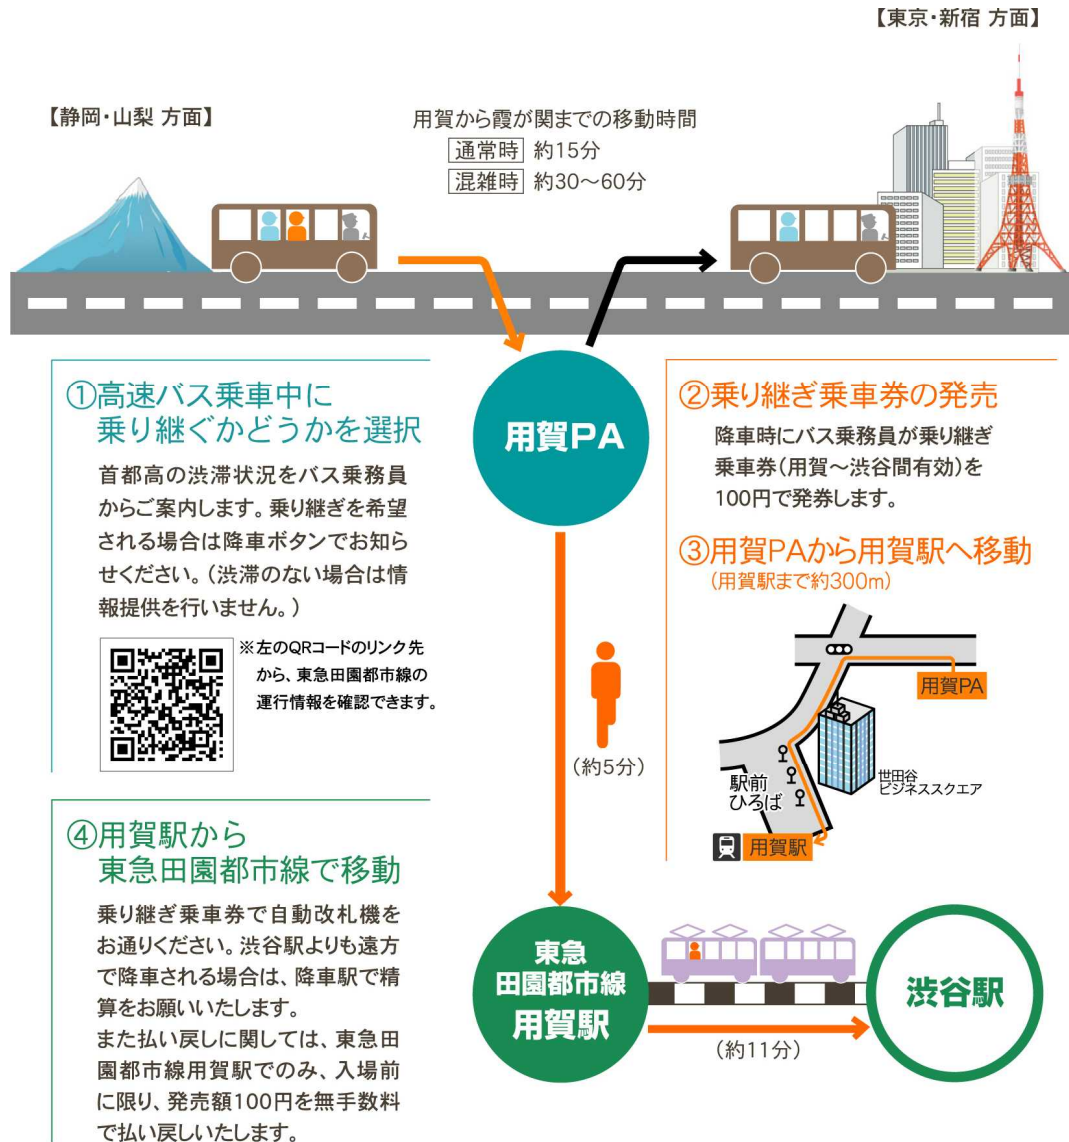 【東京・新宿 方面】
【静岡・山梨 方面】
用賀から霞が関までの移動時間
通常時 約15分
混雑時 約30〜60分
用賀PA
①高速バス乗車中に
乗り継ぐかどうかを選択
首都高の渋滞状況をバス乗務員
からご案内します。乗り継ぎを希望
される場合は降車ボタンでお知ら
せください。(渋滞のない場合は情
報提供を行いません。)
※左のQRコードのリンク先
から、東急田園都市線の
運行情報を確認できます。
②乗り継ぎ乗車券の発売
降車時にバス乗務員が乗り継ぎ
乗車券(用賀〜渋谷間有効)を
100円で発券します。
③用賀PAから用賀駅へ移動
(用賀駅まで約300m)
用賀PA
世田谷
ビジネススクエア
駅前
ひろば
用賀駅
(約5分)
④用賀駅から
東急田園都市線で移動
乗り継ぎ乗車券で自動改札機を
お通りください。渋谷駅よりも遠方
で降車される場合は、降車駅で精
算をお願いいたします。
また払い戻しに関しては、東急田
園都市線用賀駅でのみ、入場前
に限り、発売額100円を無手数料
で払い戻しいたします。
東急
田園都市線
用賀駅
(約11分)
渋谷駅